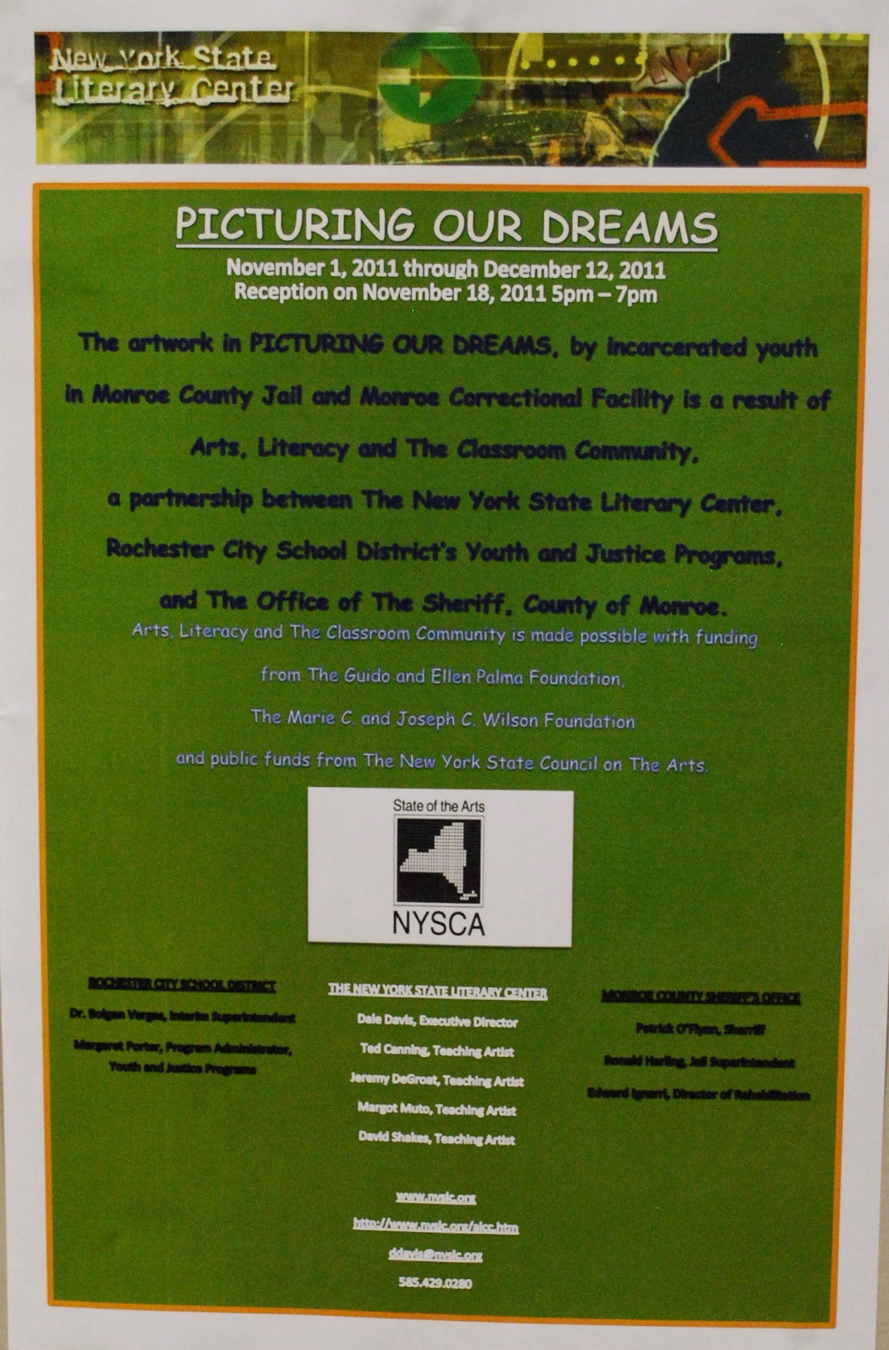 New York State
Literary Center
PICTURING OUR DREAMS
November 1, 2011 through December 12, 2011
Reception on November 18, 2011 5pm – 7pm
The artwork in PICTURING OUR DREAMS, by incarcerated youth
in Monroe County Jail and Monroe Correctional Facility is a result of
Arts, Literacy and The Classroom Community,
a partnership between The New York State Literary Center,
Rochester City School District's Youth and Justice Programs,
and The Office of The Sheriff, County of Monroe.
Arts, Literacy and The Classroom Community is made possible with funding
from The Guido and Ellen Palma Foundation,
The Marie C. and Joseph C. Wilson Foundation
and public funds from The New York State Council on The Arts.
State of the Arts
NYSCA
ROCHESTER CITY SCHOOL DISTRICT
Dr. Bolgen Vargas, Interim Superintendent
Margaret Porter, Program Administrator,
Youth and Justice Programs
THE NEW YORK STATE LITERARY CENTER
Dale Davis, Executive Director
Ted Canning, Teaching Artist
Jeremy DeGroat, Teaching Artist
Margot Muto, Teaching Artist
David Shakes, Teaching Artist
MONROE COUNTY SHERIFF'S OFFICE
Patrick O'Flynn, Sherriff
Ronald Harling, Jail Superintendent
Edward Ignarri, Director of Rehabilitation
www.nyslc.org
http://www.nyslc.org/alcc.htm
ddavis@nyslc.org
585.429.0280